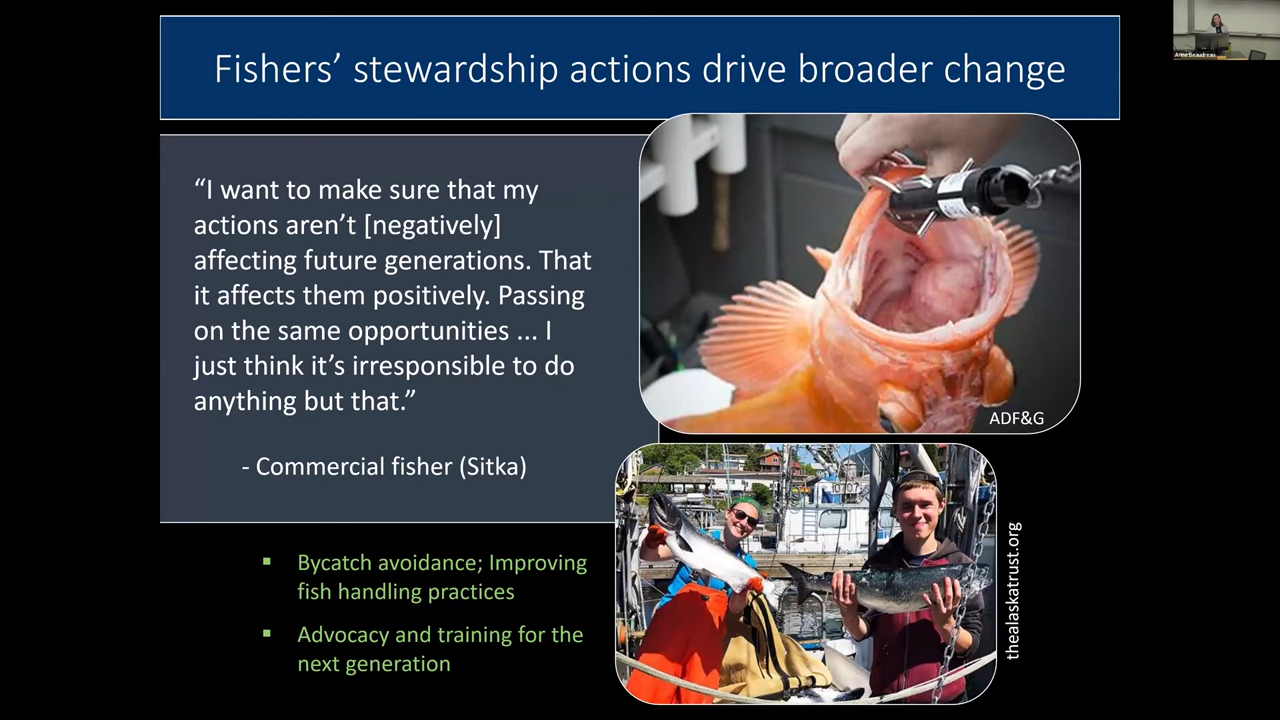 Fishers’ stewardship actions drive broader change
Anne Beaudreau
“I want to make sure that my
actions aren’t [negatively]
affecting future generations. That
it affects them positively. Passing
on the same opportunities ... I
just think it’s irresponsible to do
anything but that.”
- Commercial fisher (Sitka)
ADF&G
▪ Bycatch avoidance; Improving
fish handling practices
▪ Advocacy and training for the
next generation
thealaskatrust.org